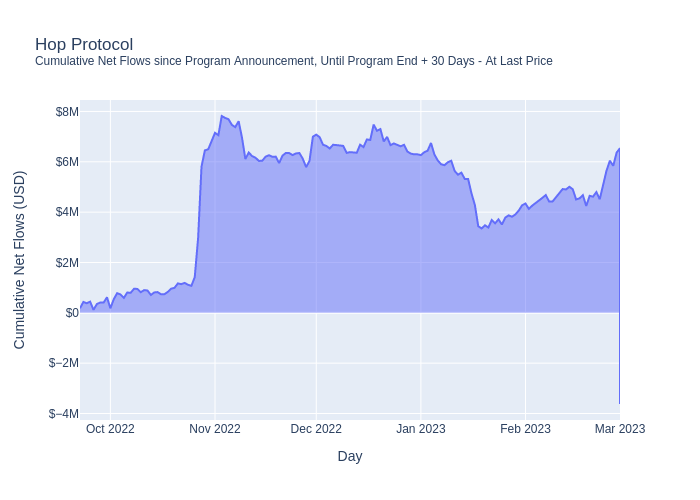 Hop Protocol
Cumulative Net Flows since Program Announcement, Until Program End + 30 Days - At Last Price
Cumulative Net Flows (USD)
$8M
$6M
$4M
$2M
$0
$−2M
$−4M
Oct 2022
Nov 2022
Dec 2022
Jan 2023
Feb 2023
Mar 2023
Day